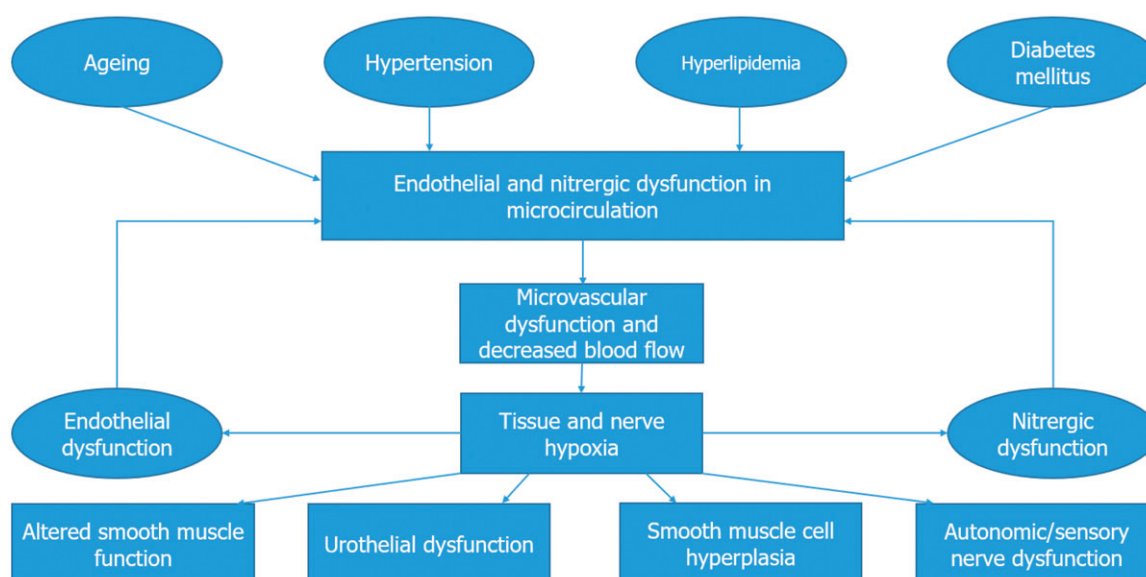 Ageing
Hypertension
Hyperlipidemia
Diabetes
mellitus
Endothelial and nitrergic dysfunction in
microcirculation
Microvascular
dysfunction and
decreased blood flow
Endothelial
dysfunction
Tissue and nerve
hypoxia
Nitrergic
dysfunction
Altered smooth muscle
function
Urothelial dysfunction
Smooth muscle cell
hyperplasia
Autonomic/sensory
nerve dysfunction